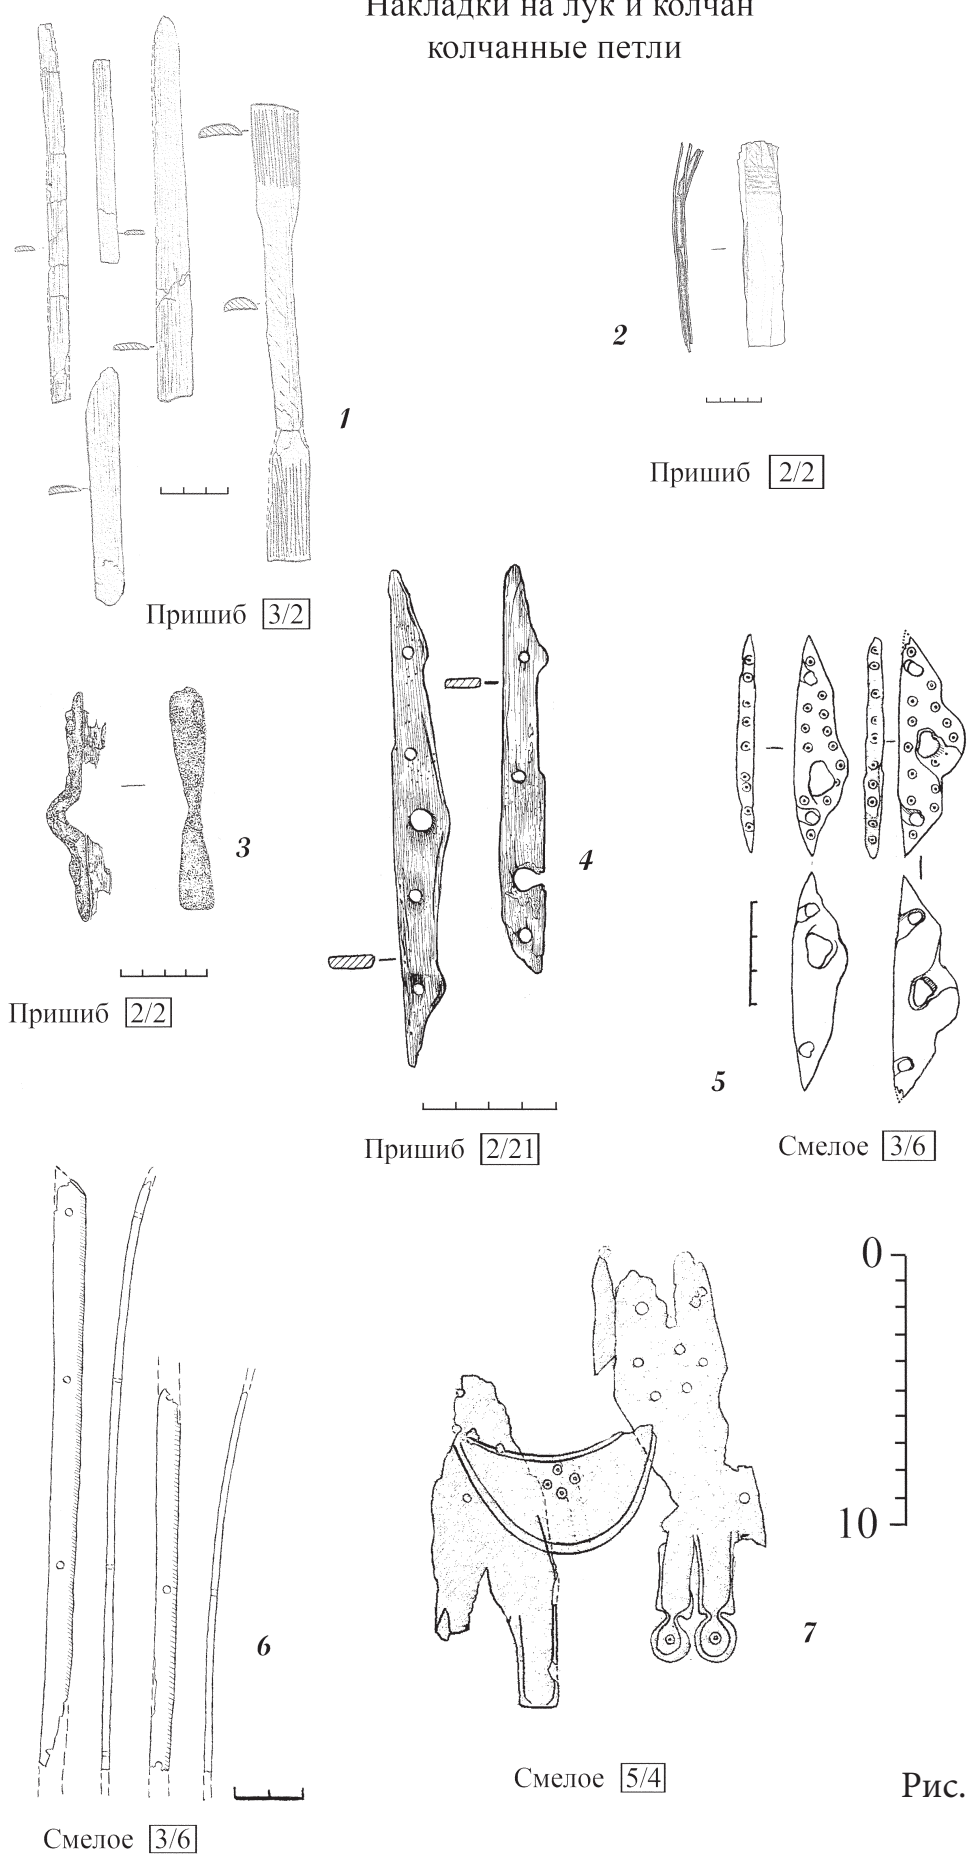 Накладки на лук и колчан
колчанные петли
1
2
Пришиб 2/2
Пришиб 3/2
3
4
5
Пришиб 2/2
Пришиб 2/21
Смелое 3/6
0
10
6
7
Смелое 5/4
Рис.
Смелое 3/6